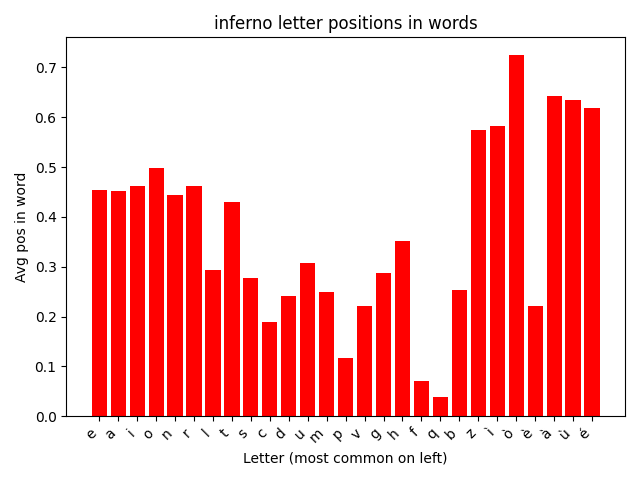 inferno letter positions in words
Avg pos in word
0.7
0.6
0.5
0.4
0.3
0.2
0.1
0.0
e a i o n r l t s c d u m p v g h f q b z ì ò è à ù é
Letter (most common on left)